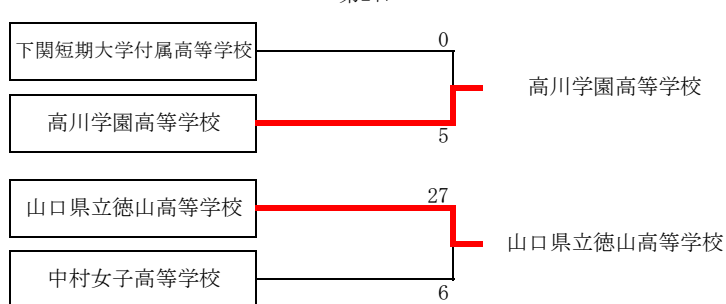 下関短期大学付属高等学校
0
高川学園高等学校
高川学園高等学校
5
山口県立徳山高等学校
27
山口県立徳山高等学校
中村女子高等学校
6